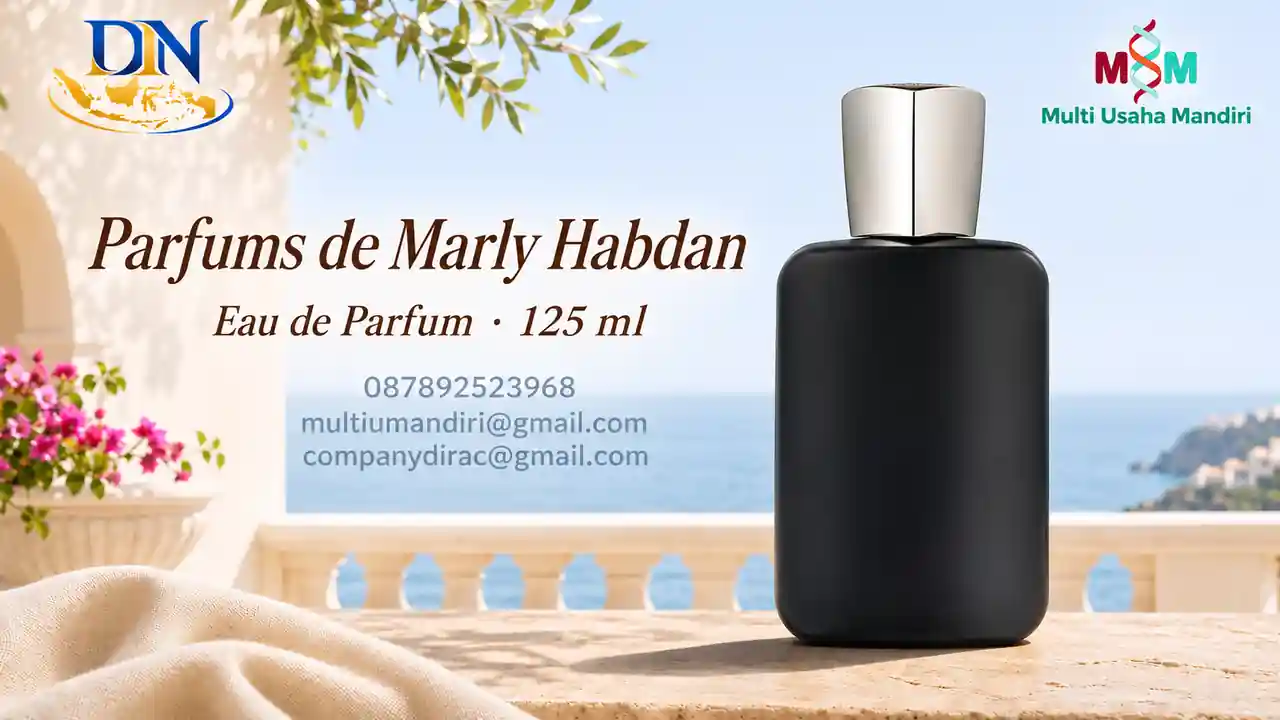 DN
MSM
Multi Usaha Mandiri
Parfums de Marly Habdan
Eau de Parfum · 125 ml
087892523968
multiumandiri@gmail.com
companydirac@gmail.com